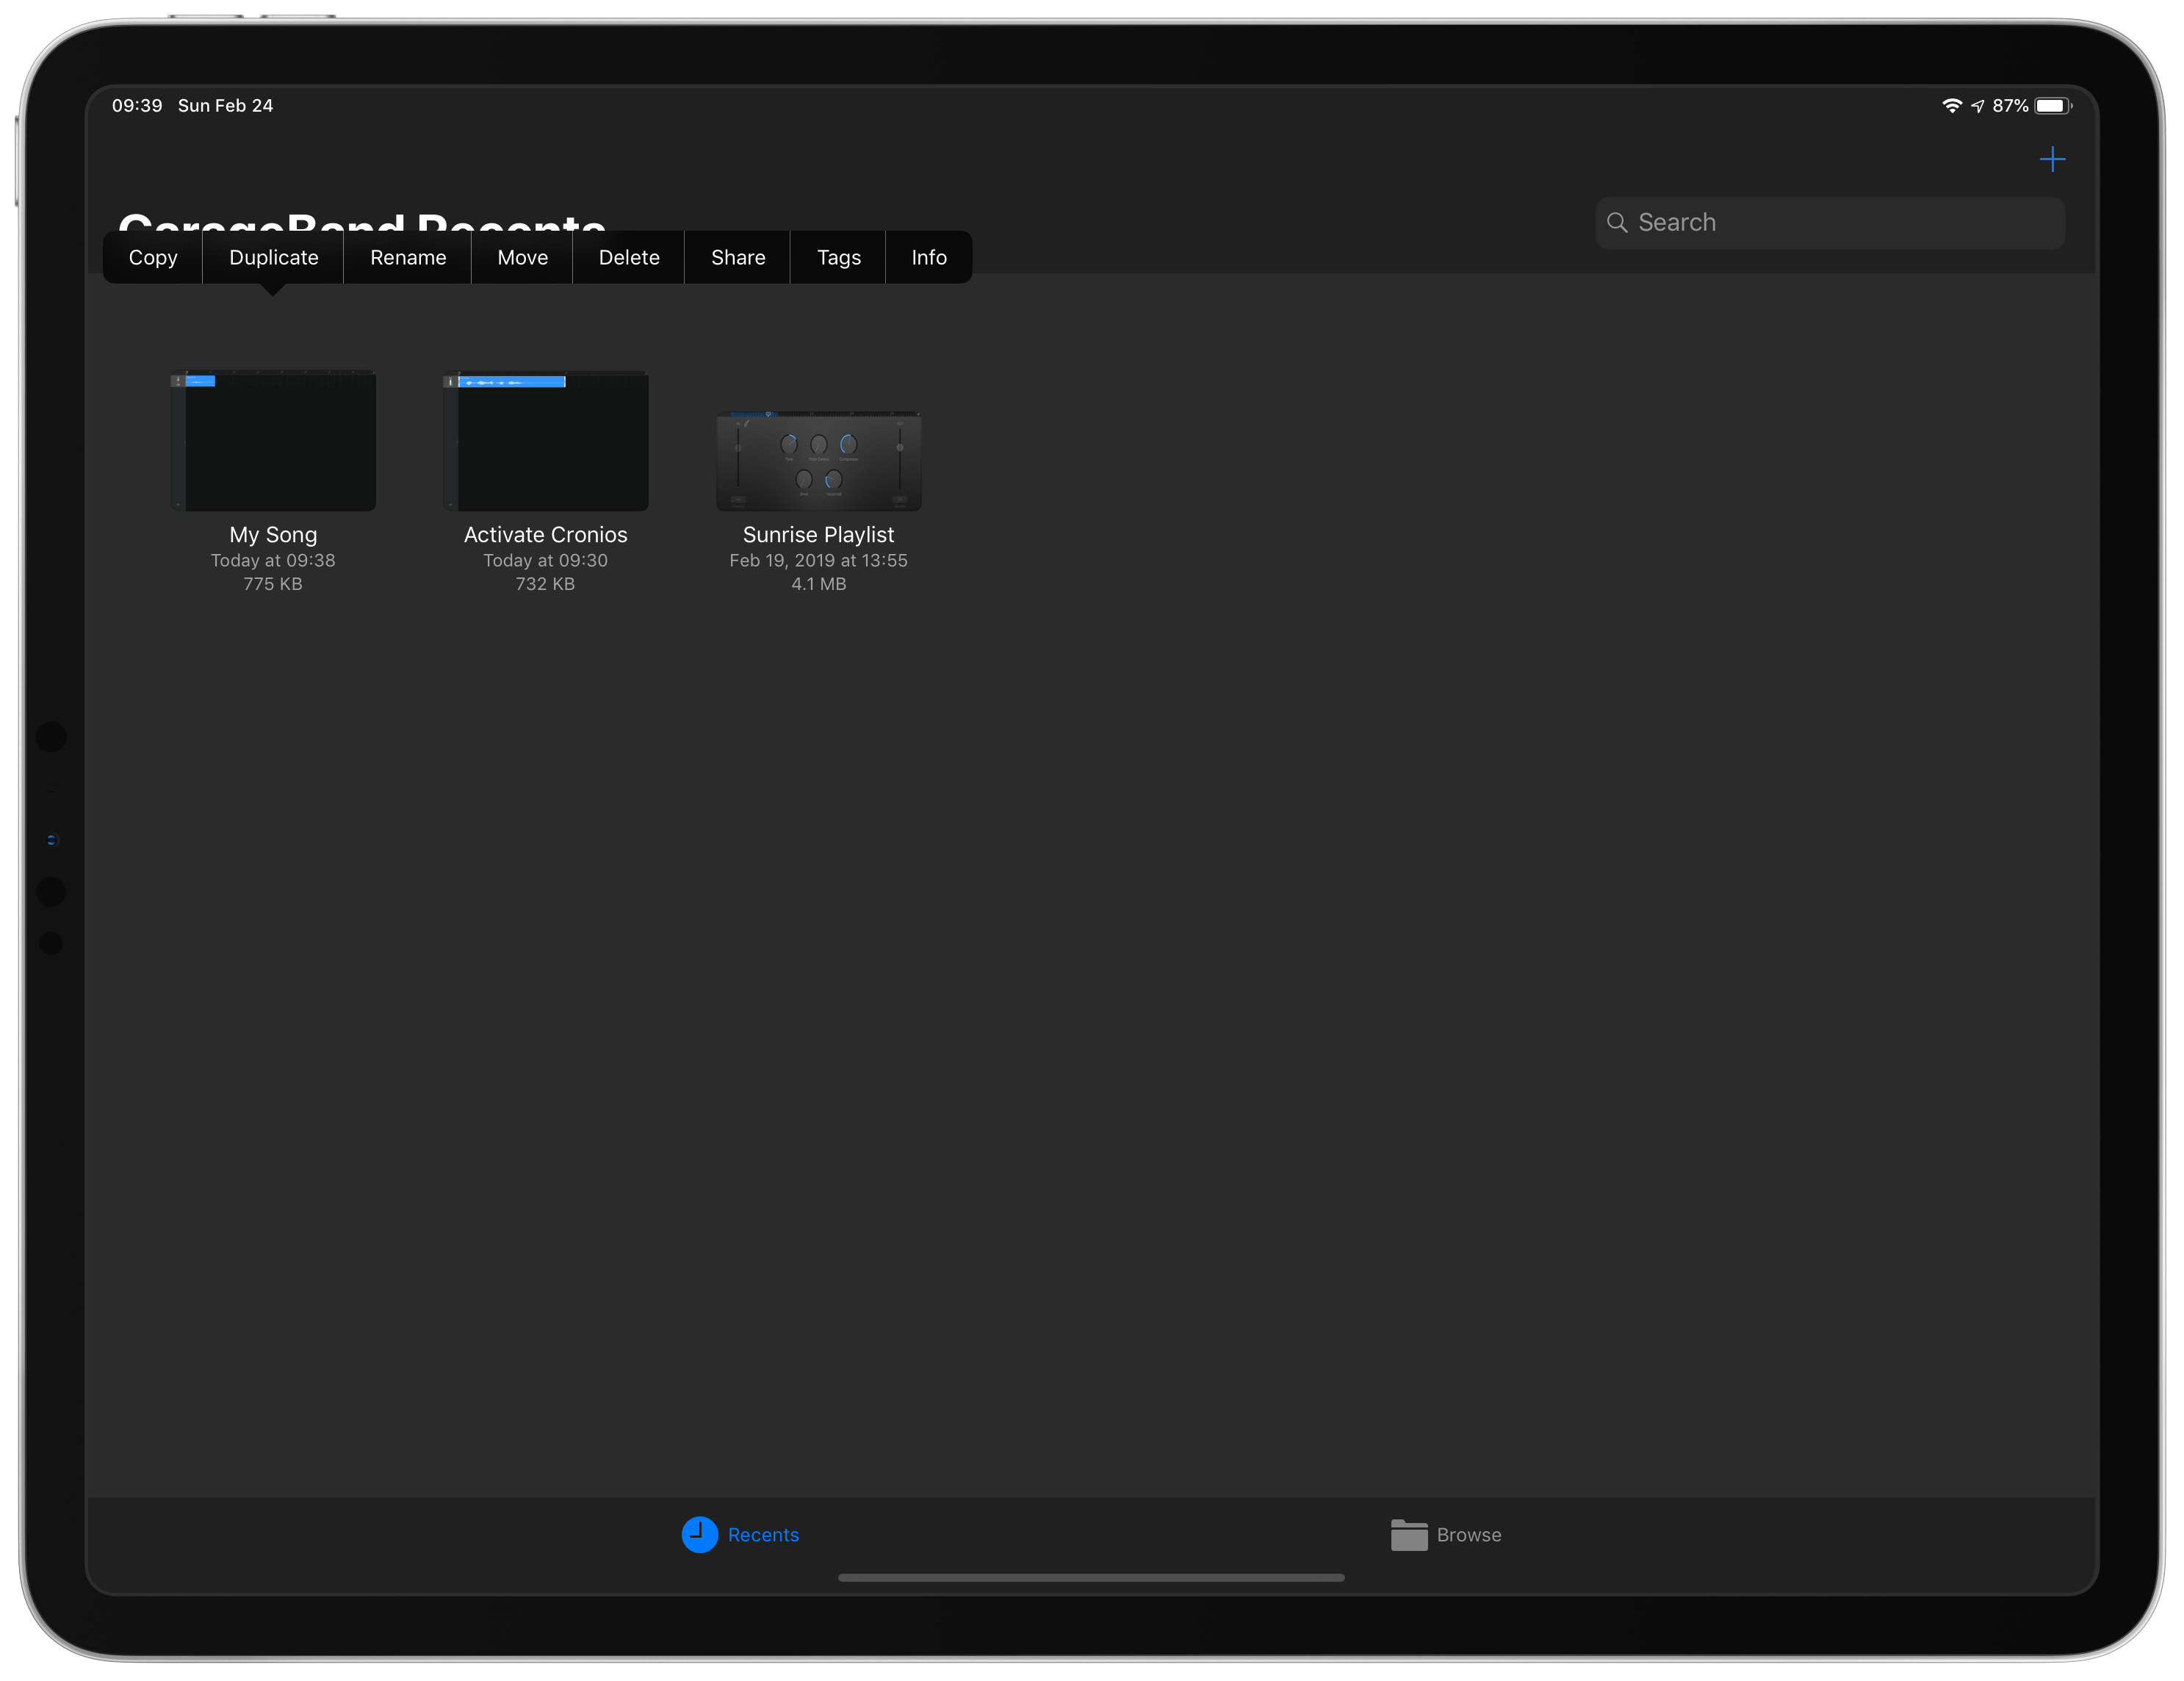 09:39 Sun Feb 24
87%
GarageBand Recents
Search
Copy Duplicate Rename Move Delete Share Tags Info
My Song
Today at 09:38
775 KB
Activate Cronios
Today at 09:30
732 KB
Sunrise Playlist
Feb 19, 2019 at 13:55
4.1 MB
Recents
Browse